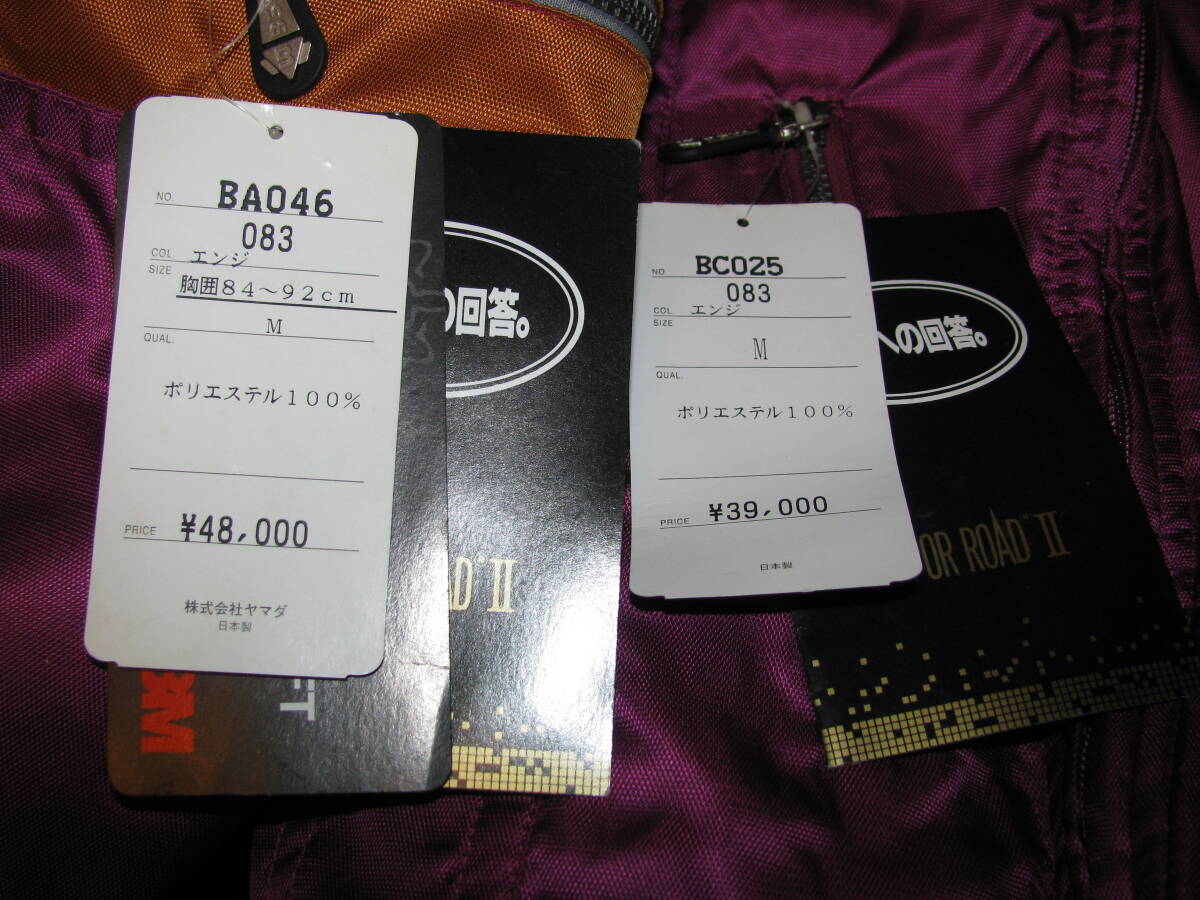 NO. BA046
083
COL. エンジ
SIZE 胸囲84～92cm
M
QUAL.
ポリエステル100%
PRICE ¥48,000
株式会社ヤマダ
日本製
の回答。
II
3M
NO. BC025
083
COL. エンジ
SIZE
M
QUAL.
ポリエステル100%
PRICE ¥39,000
日本製
への回答。
OR ROAD II